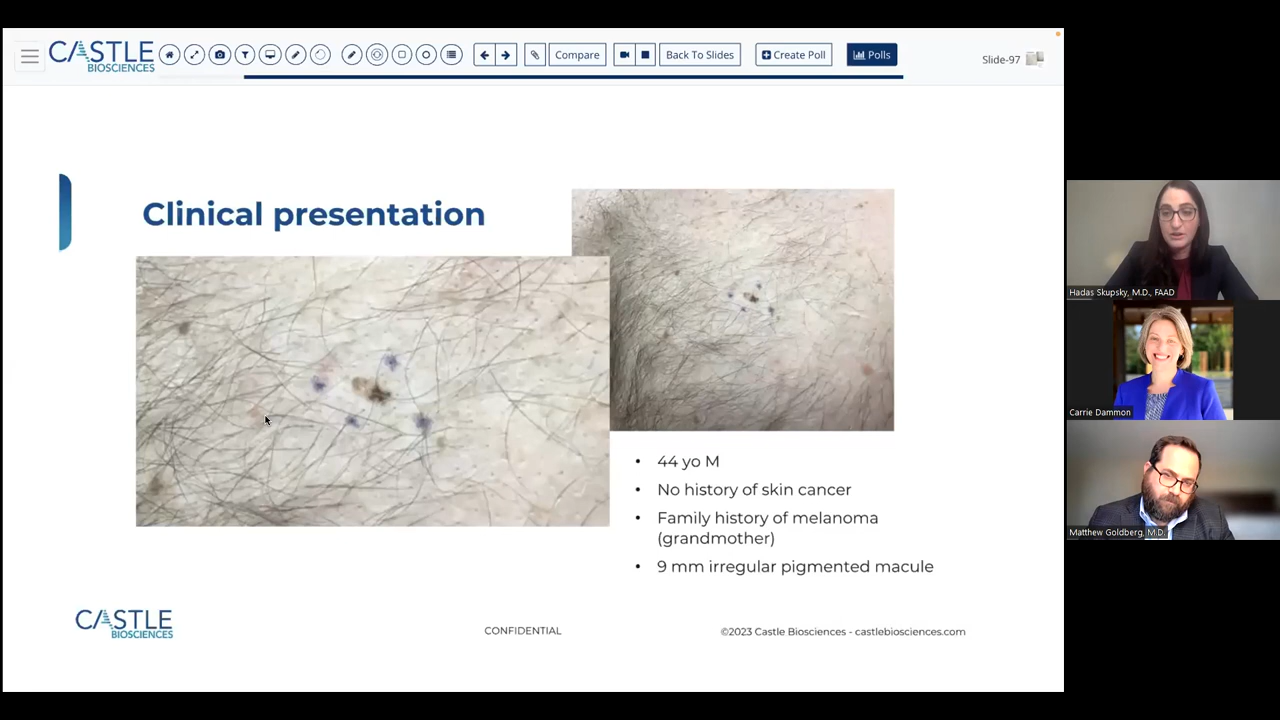 CASTLE
BIOSCIENCES
Compare
Back To Slides
Create Poll
Polls
Slide-97
Clinical presentation
• 44 yo M
• No history of skin cancer
• Family history of melanoma
(grandmother)
• 9 mm irregular pigmented macule
CASTLE
BIOSCIENCES
CONFIDENTIAL
©2023 Castle Biosciences - castlebiosciences.com
Hadas Skupsky, M.D., FAAD
Carrie Dammon
Matthew Goldberg, M.D.